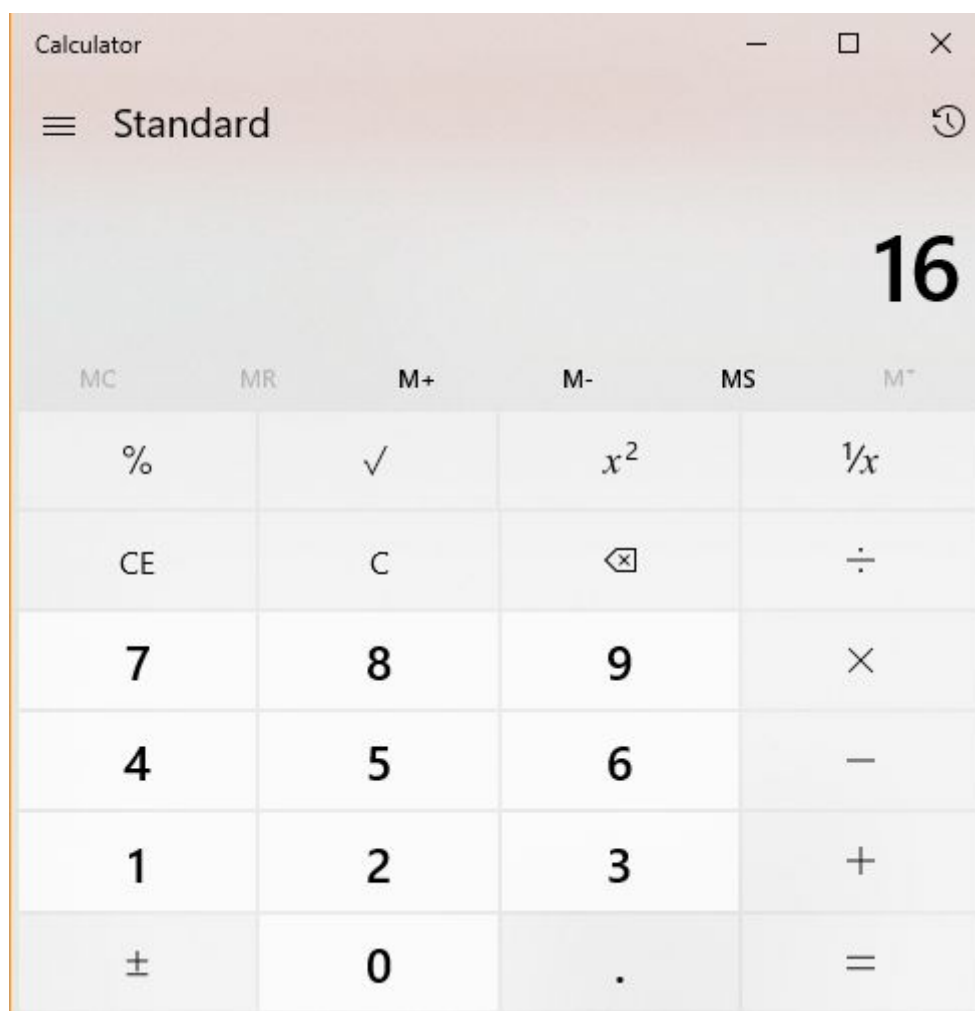 Calculator
Standard
16
MC MR M+ M- MS M˅
% √ x² ¹/x
CE C ÷
7 8 9 ×
4 5 6 −
1 2 3 +
± 0 . =